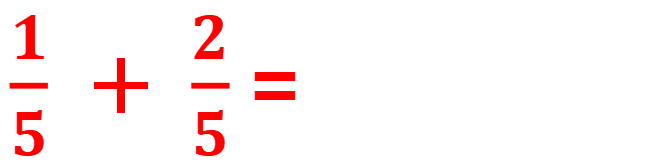 1/5 + 2/5 =